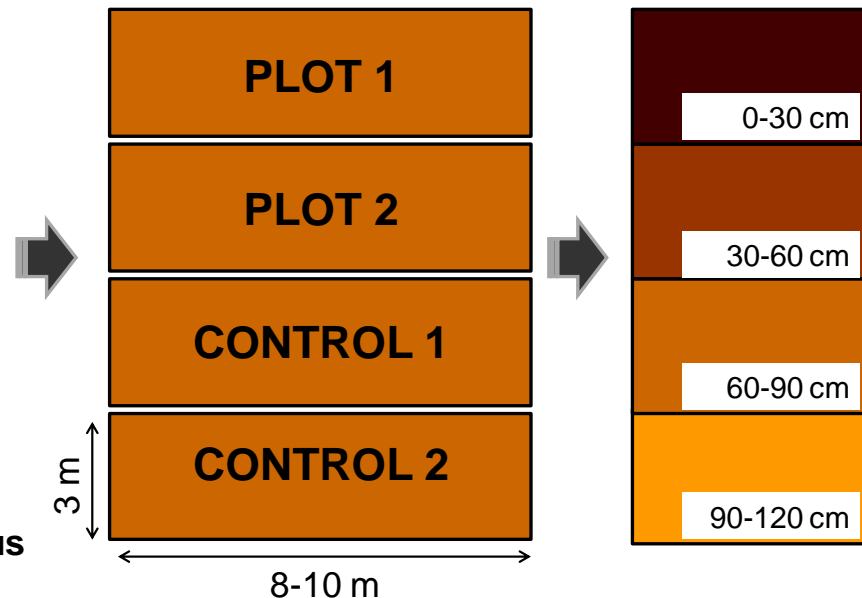 PLOT 1
PLOT 2
CONTROL 1
CONTROL 2
3 m
8-10 m
0-30 cm
30-60 cm
60-90 cm
90-120 cm